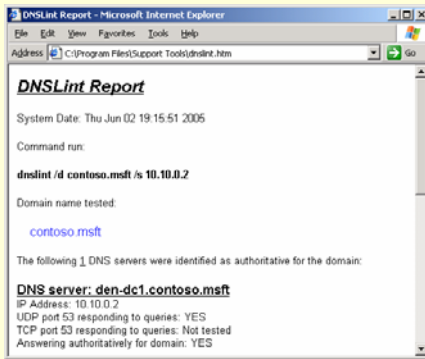 DNSLint Report - Microsoft Internet Explorer
File Edit View Favorites Tools Help
Address C:\Program Files\Support Tools\dnslint.htm Go
DNSLint Report
System Date: Thu Jun 02 19:15:51 2005
Command run:
dnslint /d contoso.msft /s 10.10.0.2
Domain name tested:
contoso.msft
The following 1 DNS servers were identified as authoritative for the domain:
DNS server: den-dc1.contoso.msft
IP Address: 10.10.0.2
UDP port 53 responding to queries: YES
TCP port 53 responding to queries: Not tested
Answering authoritatively for domain: YES